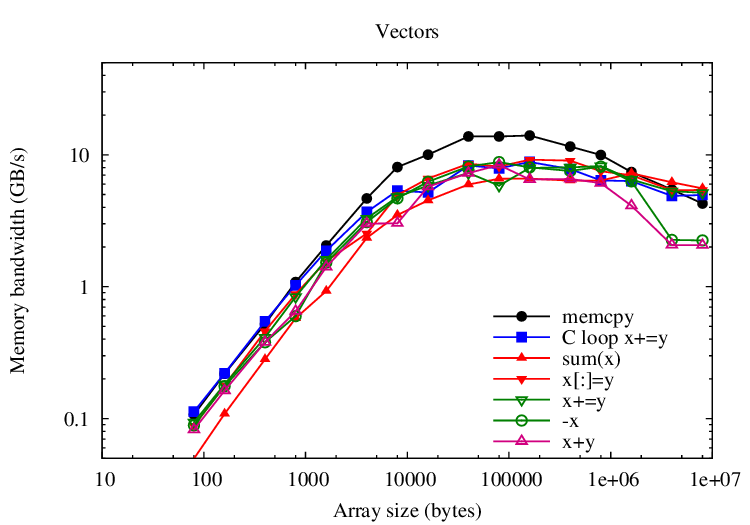 Vectors
Memory bandwidth (GB/s)
10
1
0.1
memcpy
C loop x+=y
sum(x)
x[:]=y
x+=y
-x
x+y
10 100 1000 10000 100000 1e+06 1e+07
Array size (bytes)